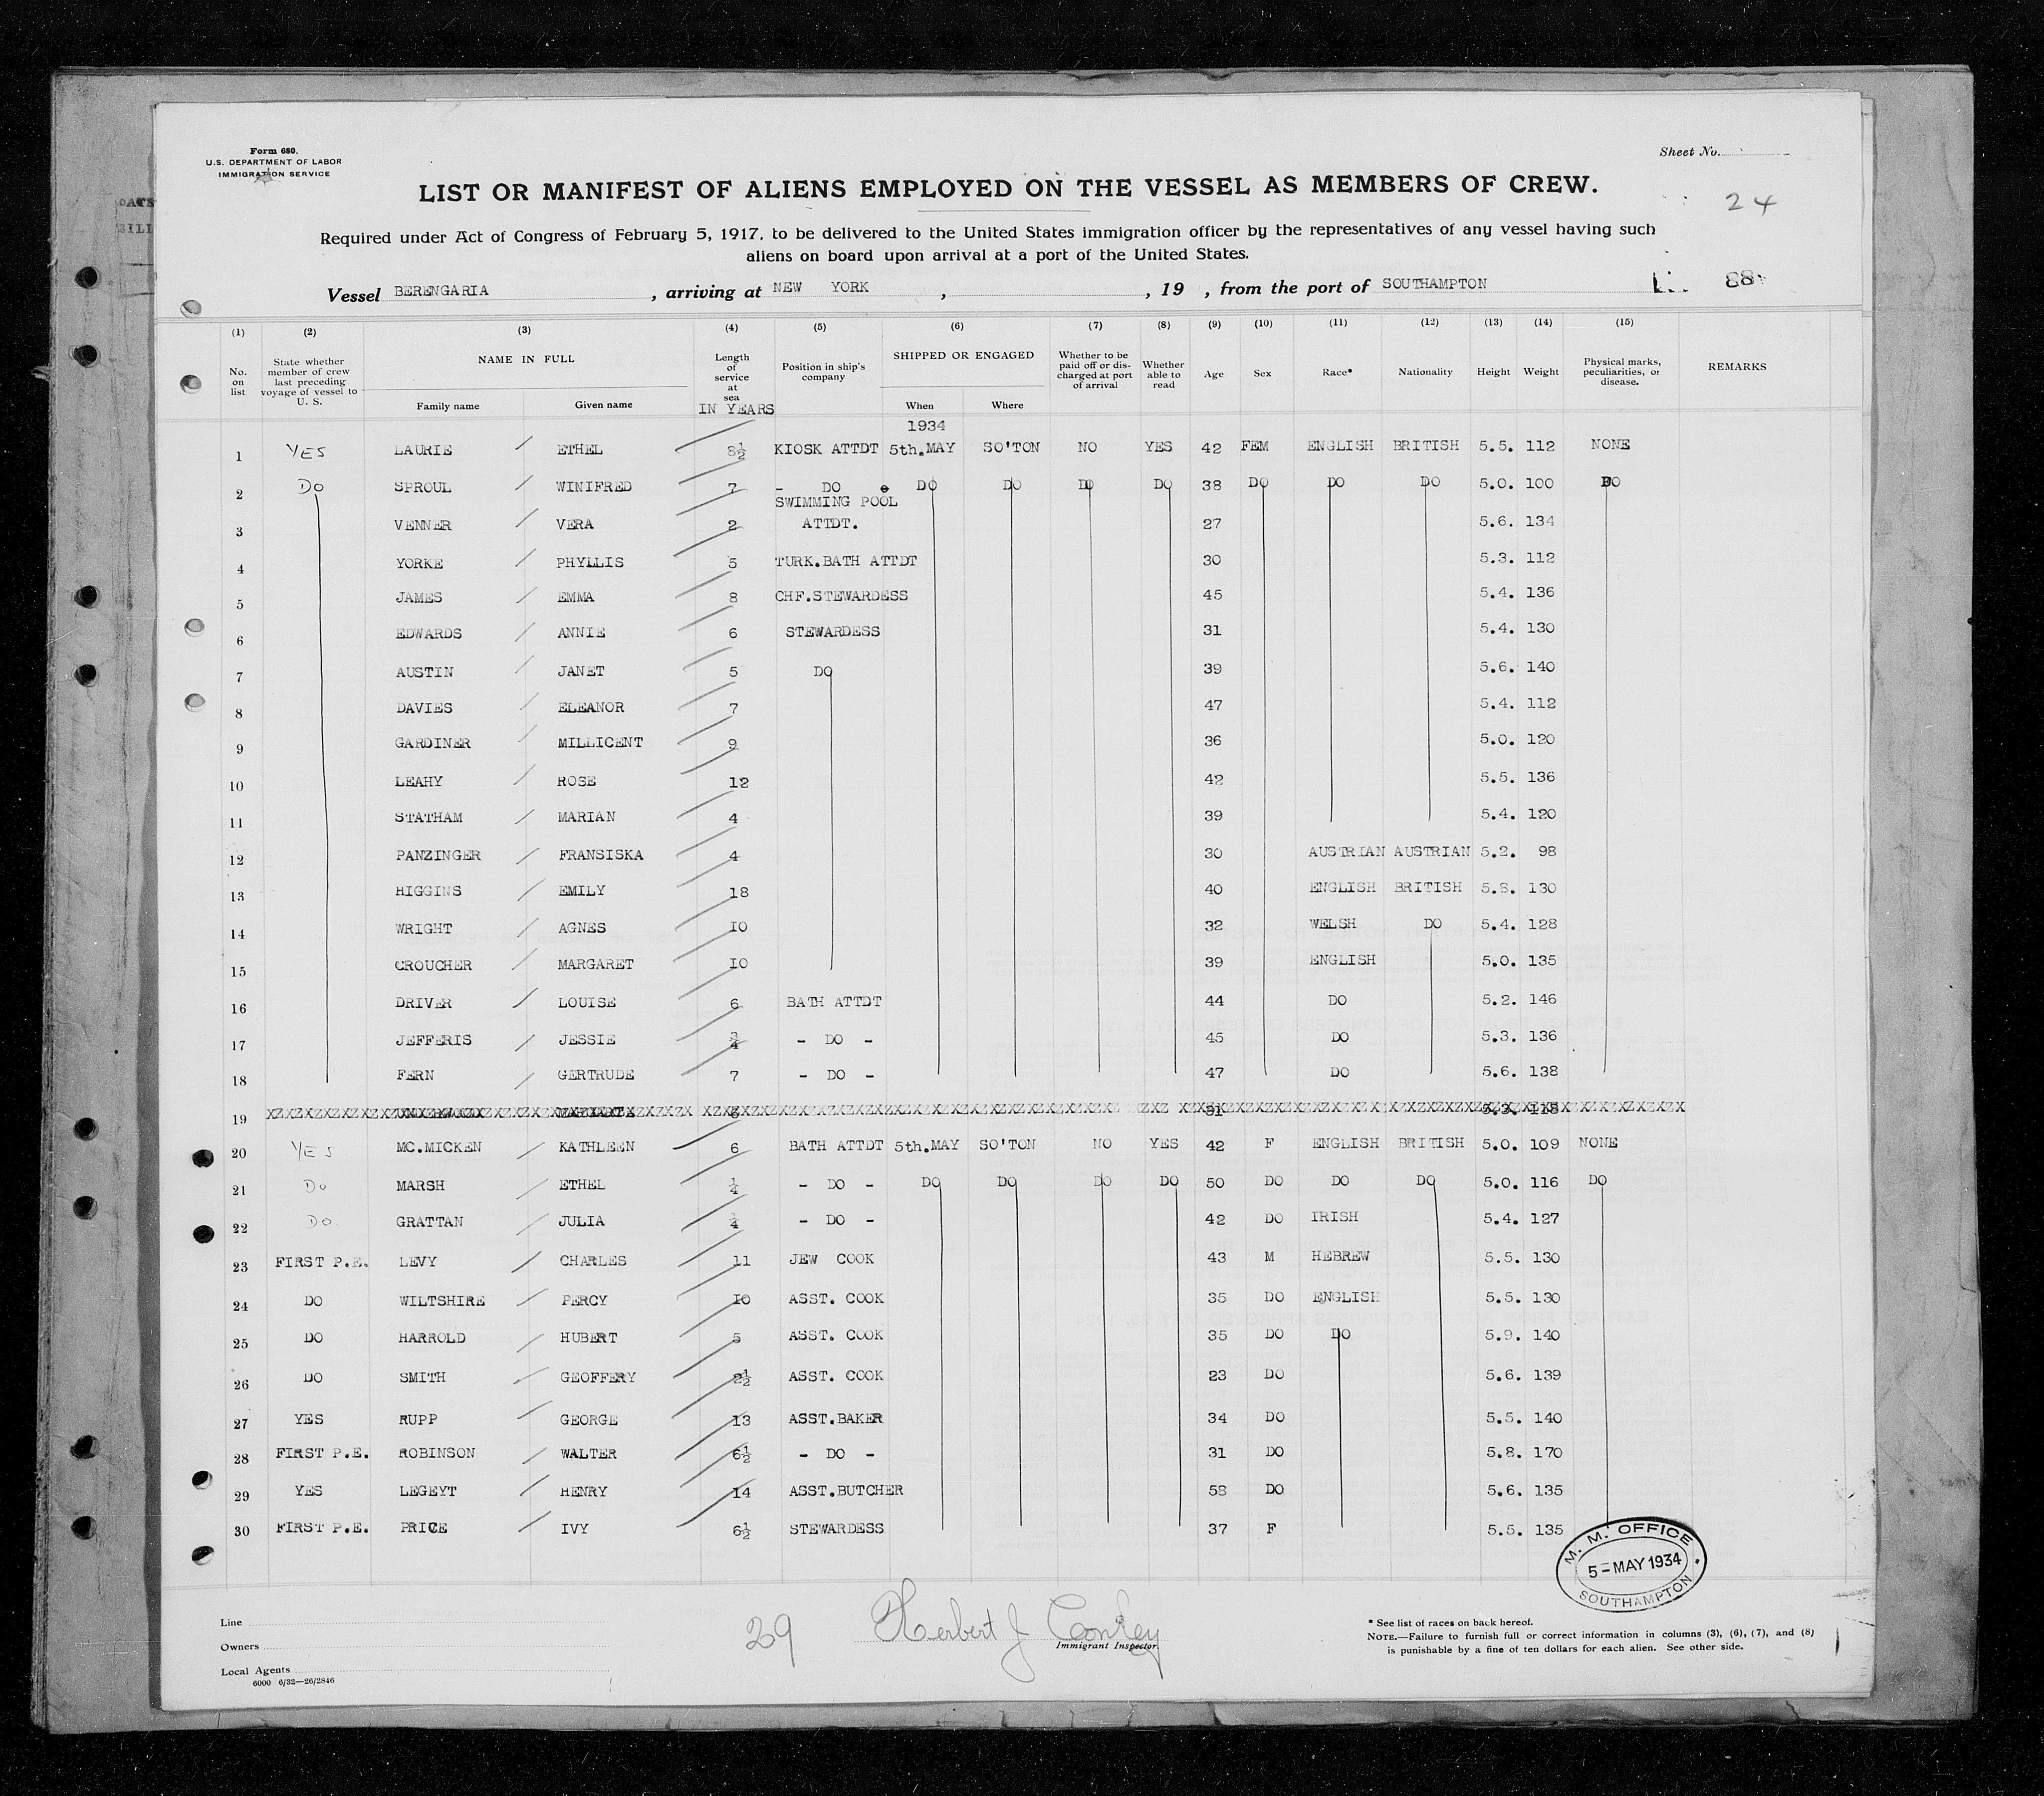 Form 680.
U.S. DEPARTMENT OF LABOR
IMMIGRATION SERVICE
Sheet No.
LIST OR MANIFEST OF ALIENS EMPLOYED ON THE VESSEL AS MEMBERS OF CREW.
24
Required under Act of Congress of February 5, 1917, to be delivered to the United States immigration officer by the representatives of any vessel having such
aliens on board upon arrival at a port of the United States.
Vessel BERENGARIA, arriving at NEW YORK, , 19 , from the port of SOUTHAMPTON 88
(1) (2) (3) (4) (5) (6) (7) (8) (9) (10) (11) (12) (13) (14) (15)
No. on list State whether member of crew last preceding voyage of vessel to U. S. NAME IN FULL Family name Given name Length of service at sea IN YEARS Position in ship's company SHIPPED OR ENGAGED When Where Whether to be paid off or discharged at port of arrival Whether able to read Age Sex Race* Nationality Height Weight Physical marks, peculiarities, or disease. REMARKS
1934
1 YES LAURIE ETHEL 8½ KIOSK ATTDT 5th.MAY SO'TON NO YES 42 FEM ENGLISH BRITISH 5.5. 112 NONE
2 DO SPROUL WINIFRED 7 - DO DO DO DO DO 38 DO DO DO 5.0. 100 DO
3 VENNER VERA 2 SWIMMING POOL ATTDT. 27 5.6. 134
4 YORKE PHYLLIS 5 TURK.BATH ATTDT 30 5.3. 112
5 JAMES EMMA 8 CHF.STEWARDESS 45 5.4. 136
6 EDWARDS ANNIE 6 STEWARDESS 31 5.4. 130
7 AUSTIN JANET 5 DO 39 5.6. 140
8 DAVIES ELEANOR 7 47 5.4. 112
9 GARDINER MILLICENT 9 36 5.0. 120
10 LEAHY ROSE 12 42 5.5. 136
11 STATHAM MARIAN 4 39 5.4. 120
12 PANZINGER FRANSISKA 4 30 AUSTRIAN AUSTRIAN 5.2. 98
13 HIGGINS EMILY 18 40 ENGLISH BRITISH 5.8. 130
14 WRIGHT AGNES 10 32 WELSH DO 5.4. 128
15 CROUCHER MARGARET 10 39 ENGLISH 5.0. 135
16 DRIVER LOUISE 6 BATH ATTDT 44 DO 5.2. 146
17 JEFFERIS JESSIE ¾ - DO - 45 DO 5.3. 136
18 FERN GERTRUDE 7 - DO - 47 DO 5.6. 138
19
20 YES MC.MICKEN KATHLEEN 6 BATH ATTDT 5th.MAY SO'TON NO YES 42 F ENGLISH BRITISH 5.0. 109 NONE
21 DO MARSH ETHEL ¼ - DO - DO DO DO DO 50 DO DO DO 5.0. 116 DO
22 DO GRATTAN JULIA ¼ - DO - 42 DO IRISH 5.4. 127
23 FIRST P.E. LEVY CHARLES 11 JEW COOK 43 M HEBREW 5.5. 130
24 DO WILTSHIRE PERCY 10 ASST. COOK 35 DO ENGLISH 5.5. 130
25 DO HARROLD HUBERT 5 ASST. COOK 35 DO DO 5.9. 140
26 DO SMITH GEOFFERY 2½ ASST. COOK 23 DO 5.6. 139
27 YES RUPP GEORGE 13 ASST.BAKER 34 DO 5.5. 140
28 FIRST P.E. ROBINSON WALTER 6½ - DO - 31 DO 5.8. 170
29 YES LEGEYT HENRY 14 ASST.BUTCHER 58 DO 5.6. 135
30 FIRST P.E. PRICE IVY 6½ STEWARDESS 37 F 5.5. 135
M. M. OFFICE
5-MAY 1934
SOUTHAMPTON
Line
Owners
Local Agents
6000 6/32—26/2846
29
Herbert J Conkey
Immigrant Inspector.
* See list of races on back hereof.
NOTE.—Failure to furnish full or correct information in columns (3), (6), (7), and (8)
is punishable by a fine of ten dollars for each alien. See other side.